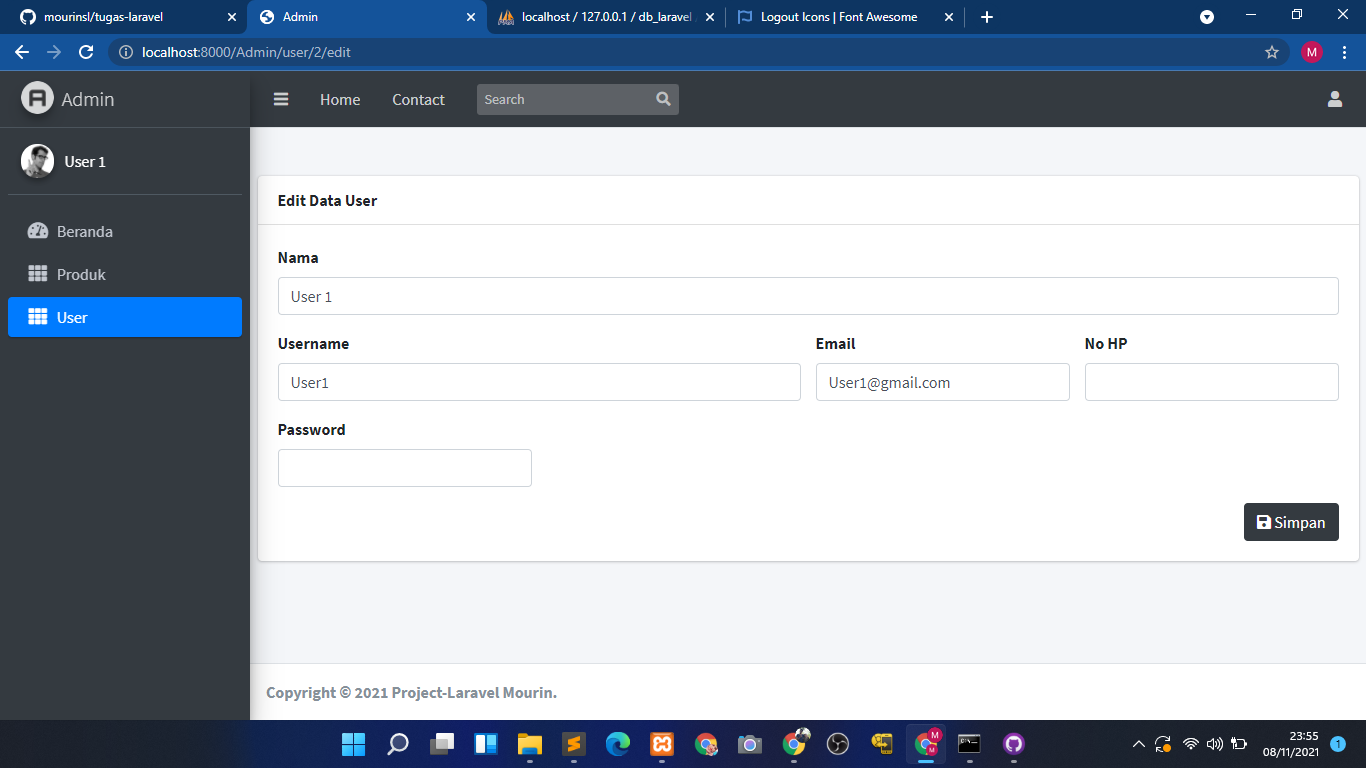 mourinsl/tugas-laravel
Admin
localhost / 127.0.0.1 / db_laravel
Logout Icons | Font Awesome
localhost:8000/Admin/user/2/edit
M
Admin
Home
Contact
Search
User 1
Beranda
Produk
User
Edit Data User
Nama
User 1
Username
Email
No HP
User1
User1@gmail.com
Password
Simpan
Copyright © 2021 Project-Laravel Mourin.
23:55
08/11/2021
1